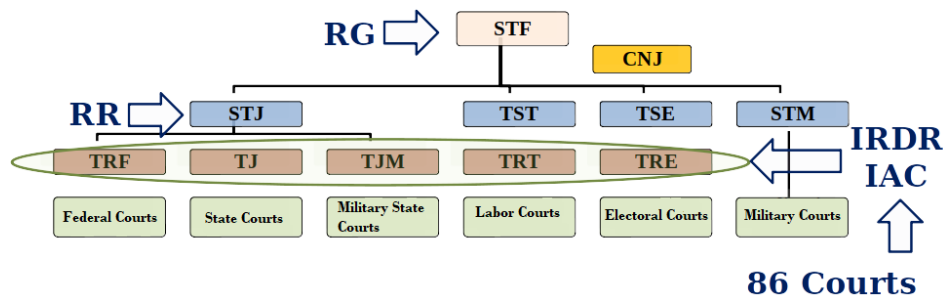 RG
STF
CNJ
RR
STJ
TST
TSE
STM
TRF
TJ
TJM
TRT
TRE
IRDR
IAC
Federal Courts
State Courts
Military State
Courts
Labor Courts
Electoral Courts
Military Courts
86 Courts